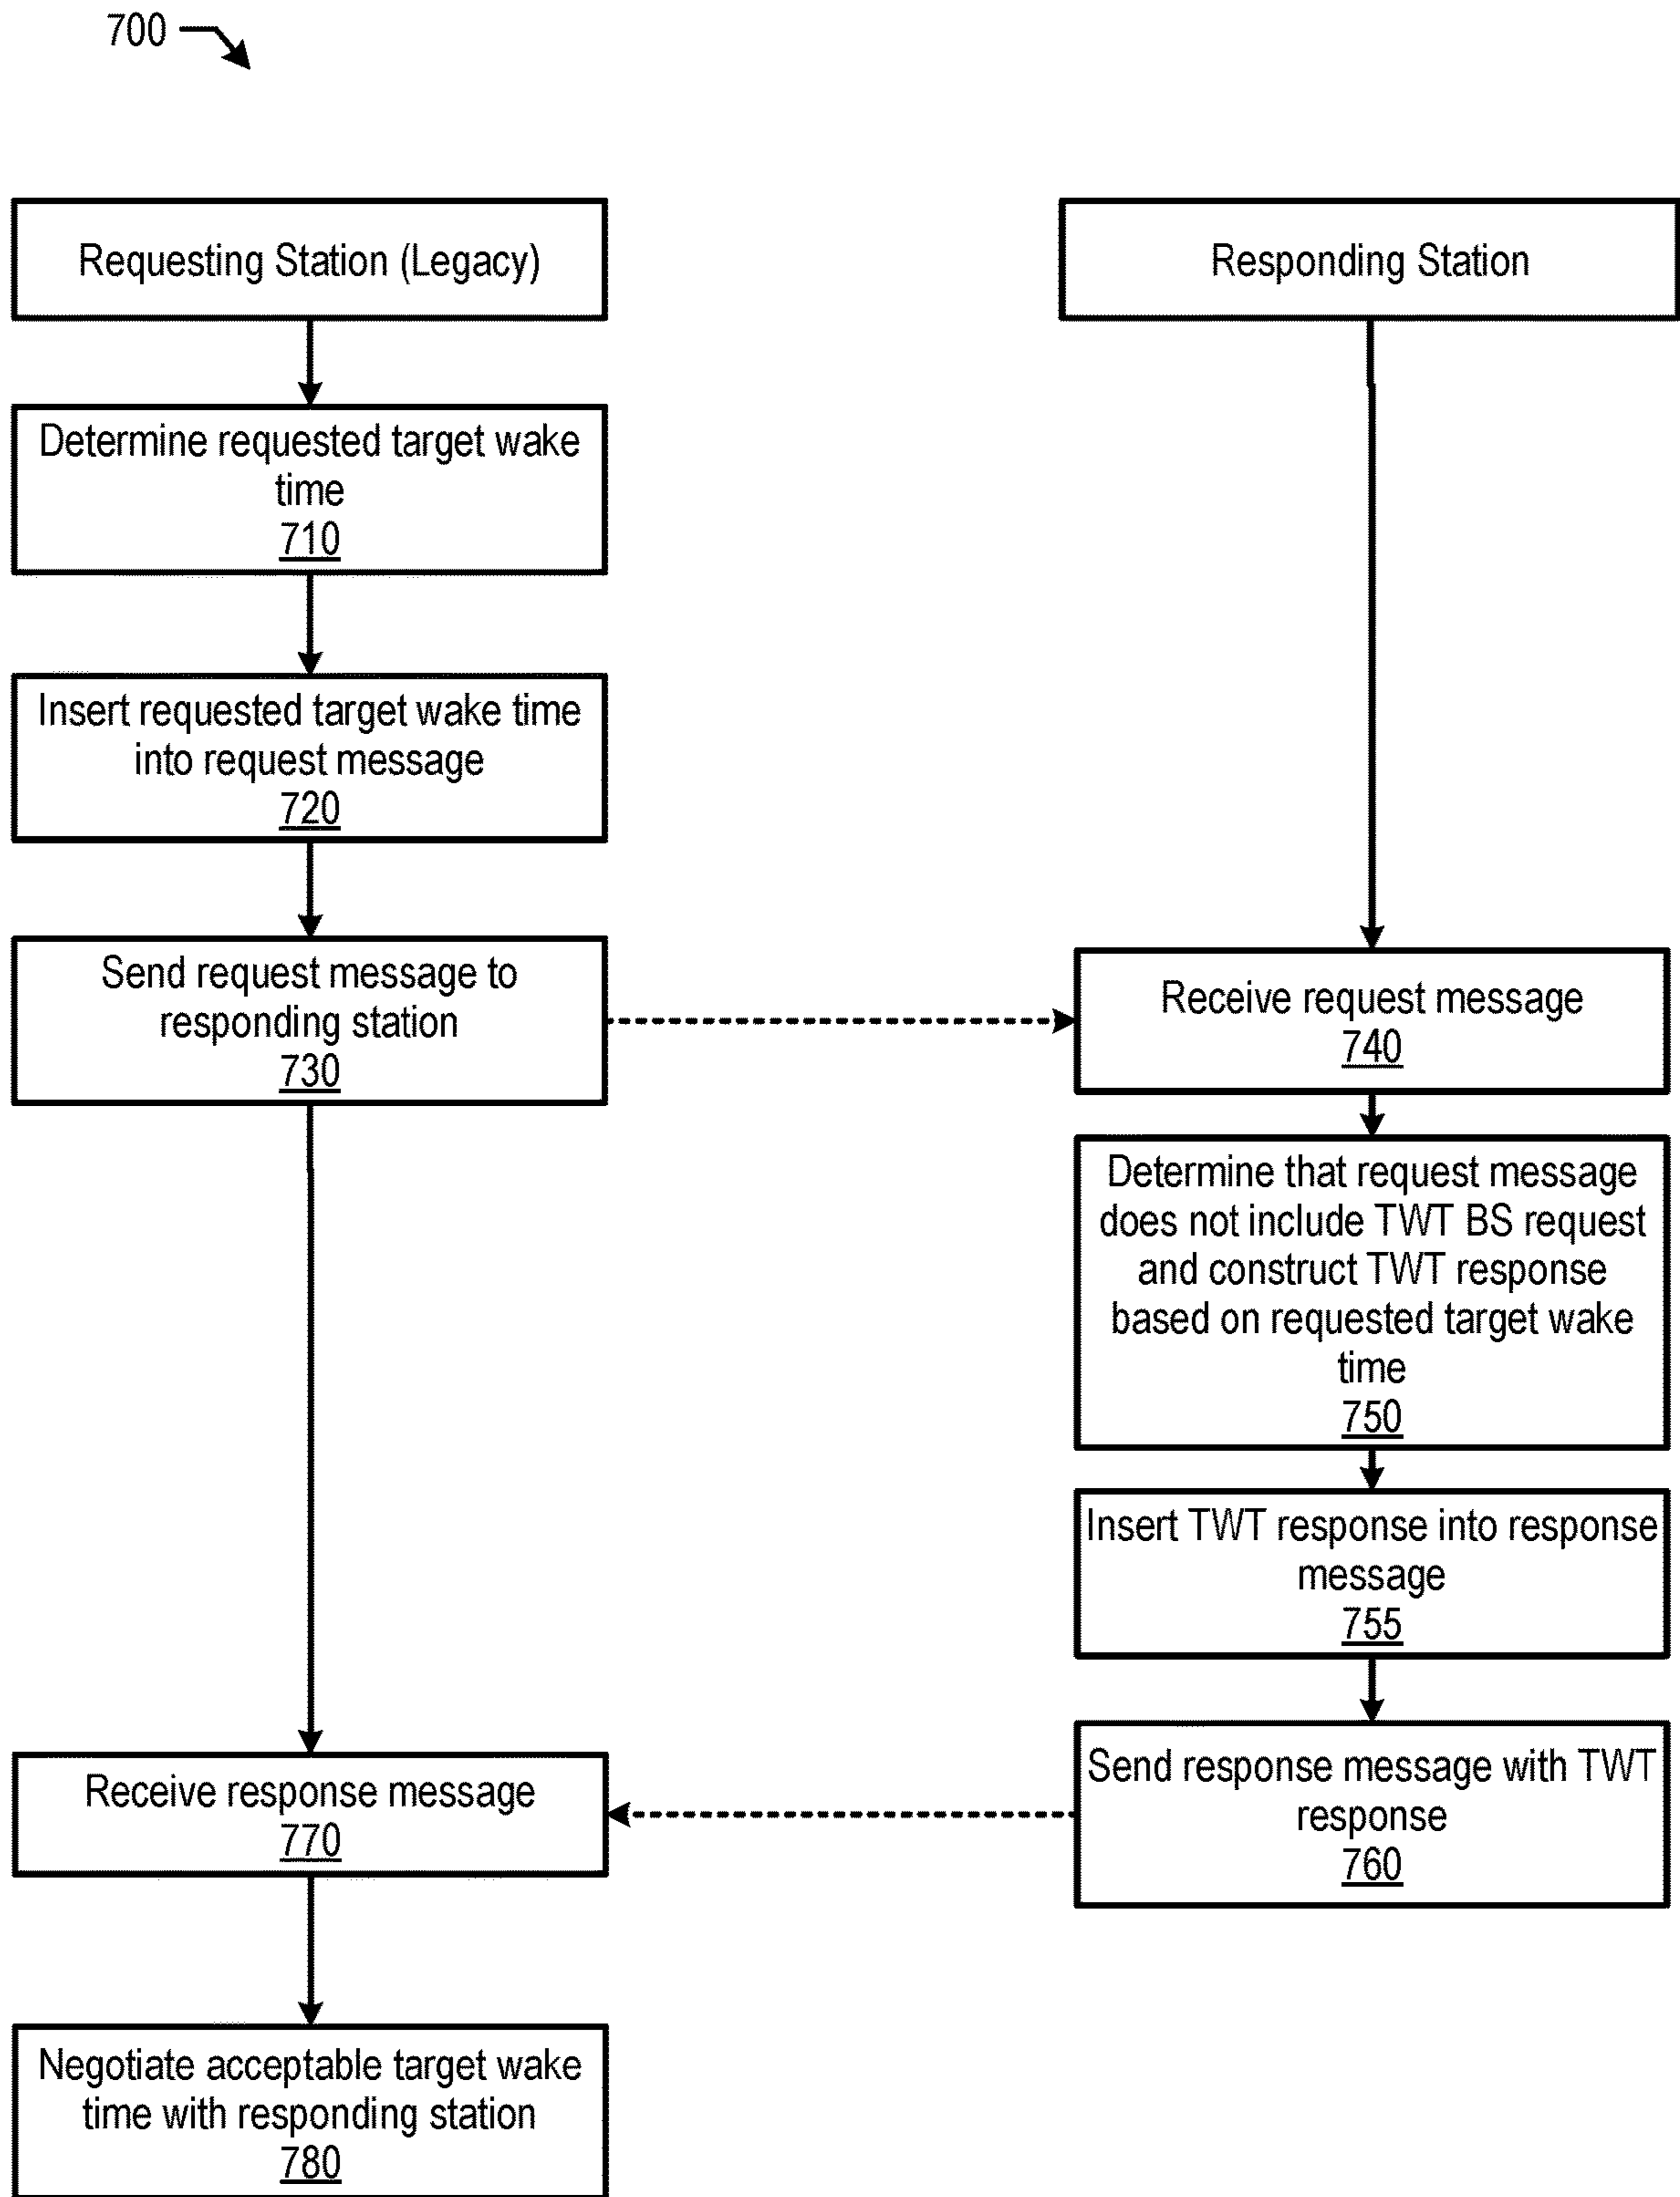 700
Requesting Station (Legacy)
Responding Station
Determine requested target wake
time
710
Insert requested target wake time
into request message
720
Send request message to
responding station
730
Receive request message
740
Determine that request message
does not include TWT BS request
and construct TWT response
based on requested target wake
time
750
Insert TWT response into response
message
755
Send response message with TWT
response
760
Receive response message
770
Negotiate acceptable target wake
time with responding station
780